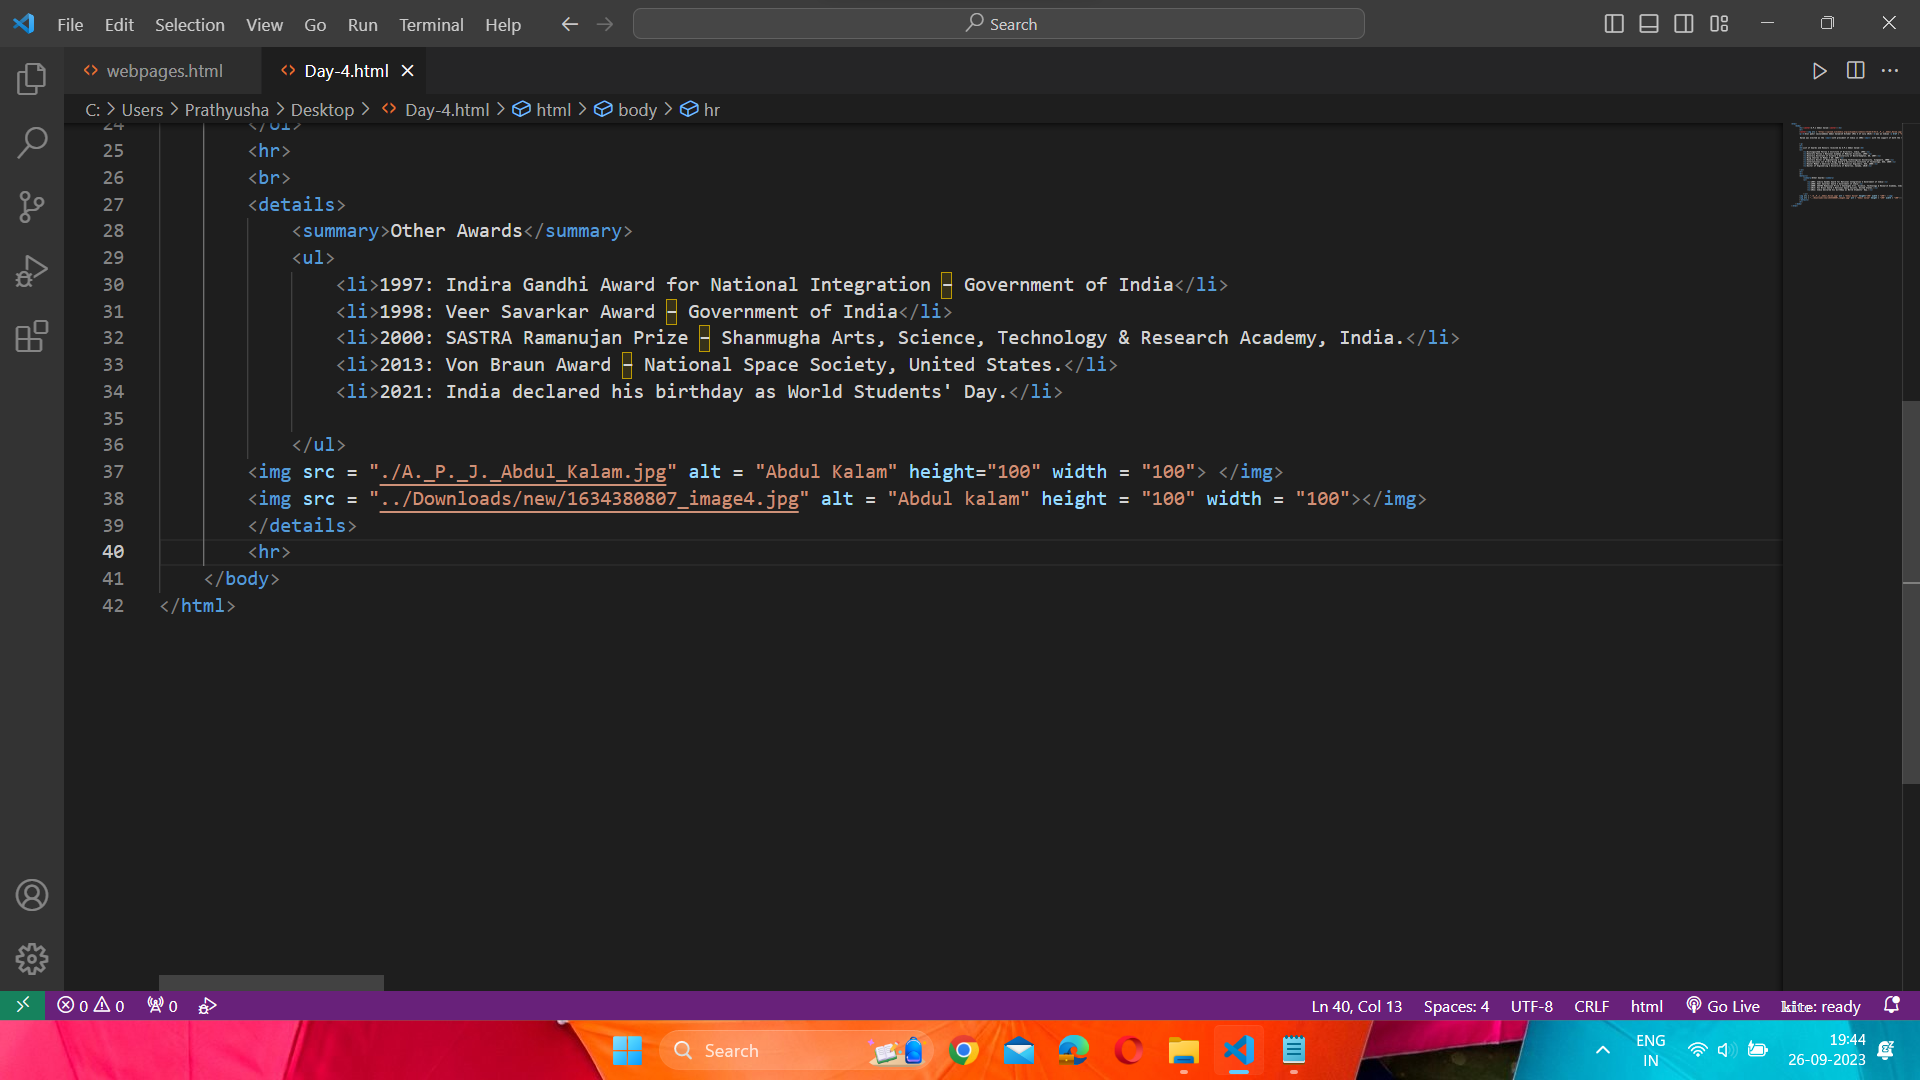 File Edit Selection View Go Run Terminal Help Search
webpages.html Day-4.html
C: > Users > Prathyusha > Desktop > Day-4.html > html > body > hr
24 </ol>
25 <hr>
26 <br>
27 <details>
28 <summary>Other Awards</summary>
29 <ul>
30 <li>1997: Indira Gandhi Award for National Integration – Government of India</li>
31 <li>1998: Veer Savarkar Award – Government of India</li>
32 <li>2000: SASTRA Ramanujan Prize – Shanmugha Arts, Science, Technology & Research Academy, India.</li>
33 <li>2013: Von Braun Award – National Space Society, United States.</li>
34 <li>2021: India declared his birthday as World Students' Day.</li>
35
36 </ul>
37 <img src = "./A._P._J._Abdul_Kalam.jpg" alt = "Abdul Kalam" height="100" width = "100"> </img>
38 <img src = "../Downloads/new/1634380807_image4.jpg" alt = "Abdul kalam" height = "100" width = "100"></img>
39 </details>
40 <hr>
41 </body>
42 </html>
0 0 0 Ln 40, Col 13 Spaces: 4 UTF-8 CRLF html Go Live kite: ready
Search ENG 19:44
IN 26-09-2023